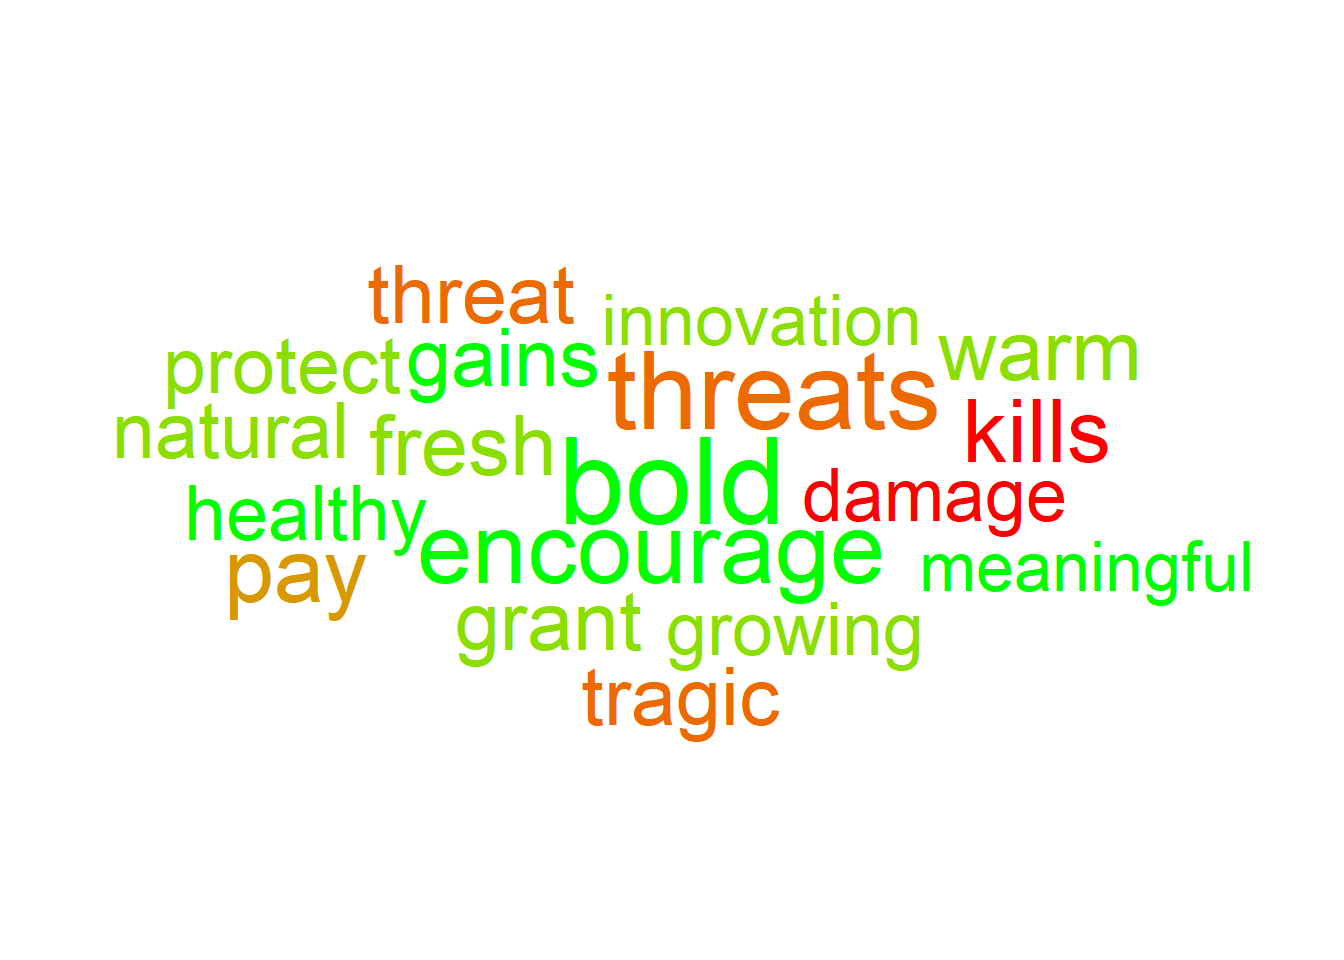 threat
innovation
protect
gains
warm
threats
natural
fresh
kills
bold
damage
healthy
encourage
meaningful
pay
grant
growing
tragic